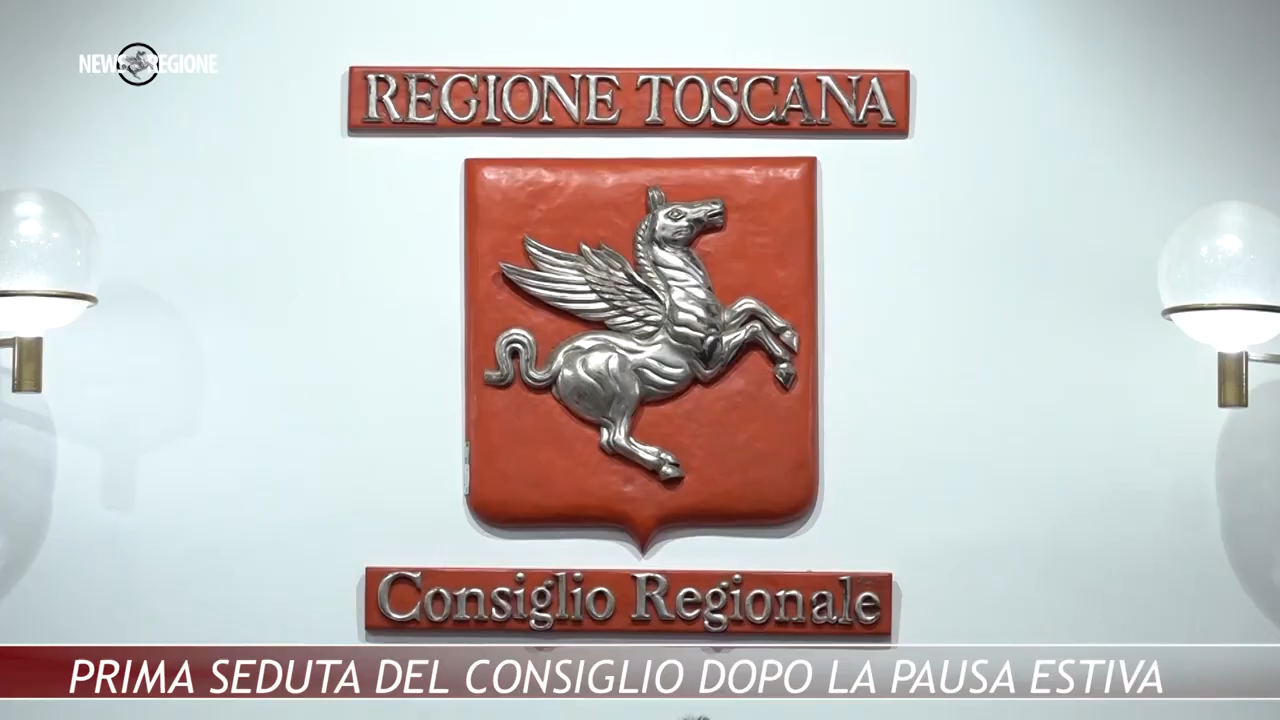 NEWS REGIONE
REGIONE TOSCANA
Consiglio Regionale
PRIMA SEDUTA DEL CONSIGLIO DOPO LA PAUSA ESTIVA